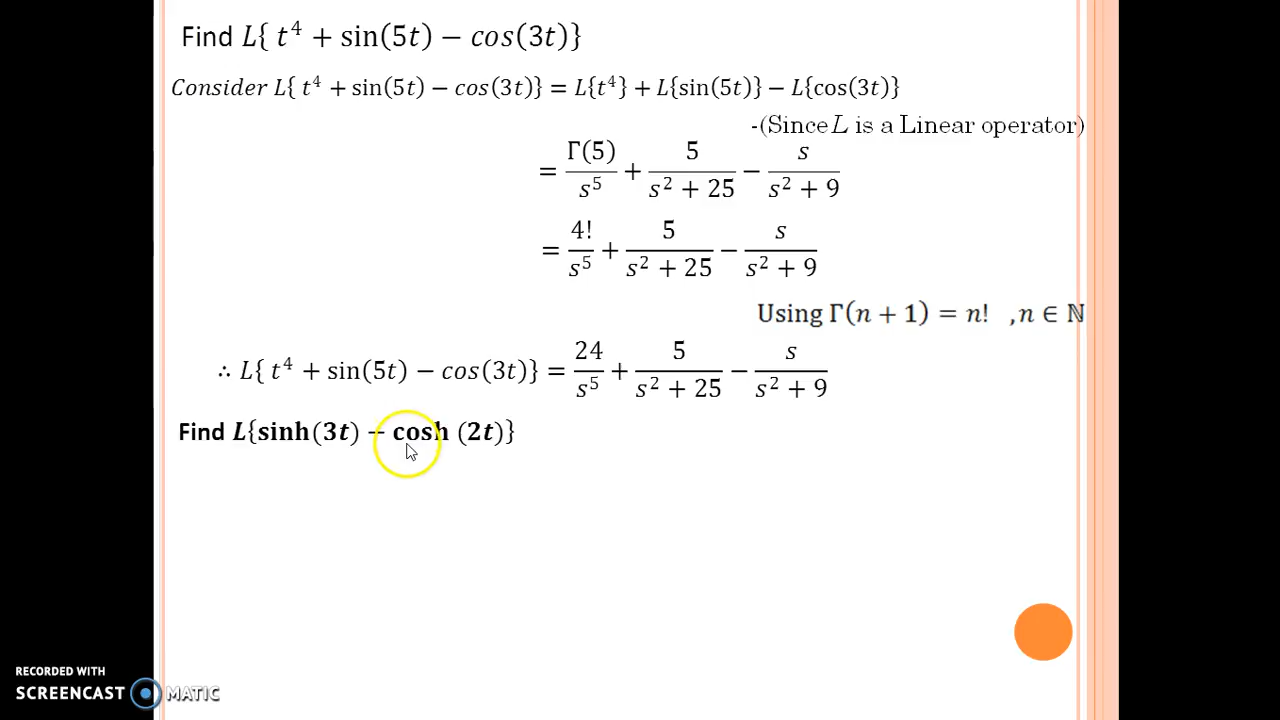 Find L{ t⁴ + sin(5t) − cos(3t)}
Consider L{ t⁴ + sin(5t) − cos(3t)} = L{t⁴} + L{sin(5t)} − L{cos(3t)}
-(Since L is a Linear operator)
= Γ(5)/s⁵ + 5/(s² + 25) − s/(s² + 9)
= 4!/s⁵ + 5/(s² + 25) − s/(s² + 9)
Using Γ(n + 1) = n! , n ∈ ℕ
∴ L{ t⁴ + sin(5t) − cos(3t)} = 24/s⁵ + 5/(s² + 25) − s/(s² + 9)
Find L{sinh(3t) − cosh (2t)}
RECORDED WITH
SCREENCAST MATIC